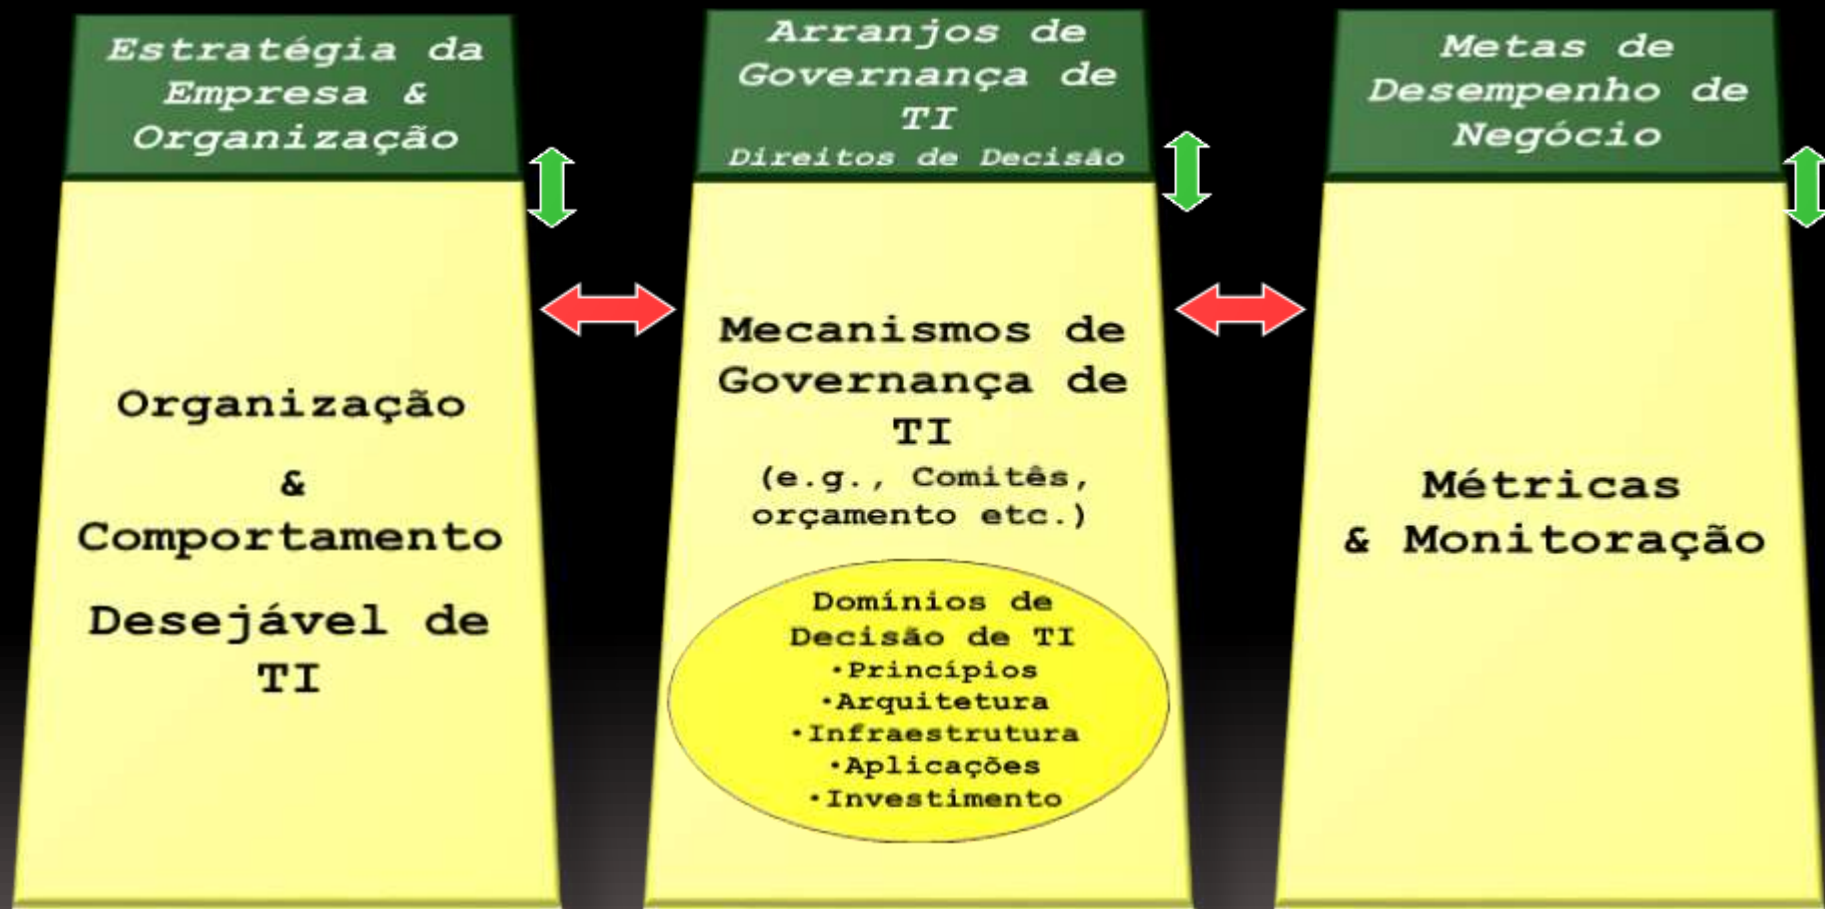 Estratégia da
Empresa &
Organização
Organização
&
Comportamento
Desejável de
TI
Arranjos de
Governança de
TI
Direitos de Decisão
Mecanismos de
Governança de
TI
(e.g., Comitês,
orçamento etc.)
Domínios de
Decisão de TI
•Princípios
•Arquitetura
•Infraestrutura
•Aplicações
•Investimento
Metas de
Desempenho de
Negócio
Métricas
& Monitoração